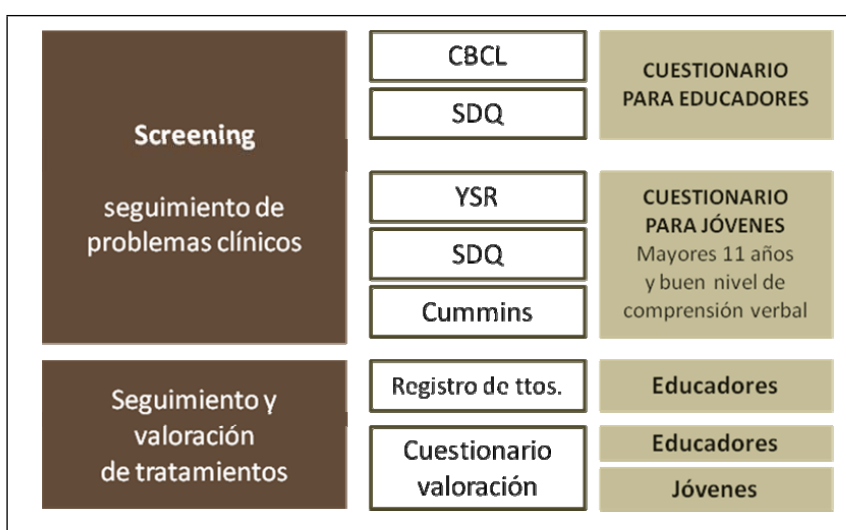 Screening
seguimiento de
problemas clínicos
CBCL
SDQ
CUESTIONARIO
PARA EDUCADORES
YSR
SDQ
Cummins
CUESTIONARIO
PARA JÓVENES
Mayores 11 años
y buen nivel de
comprensión verbal
Seguimiento y
valoración
de tratamientos
Registro de ttos.
Educadores
Cuestionario
valoración
Educadores
Jóvenes